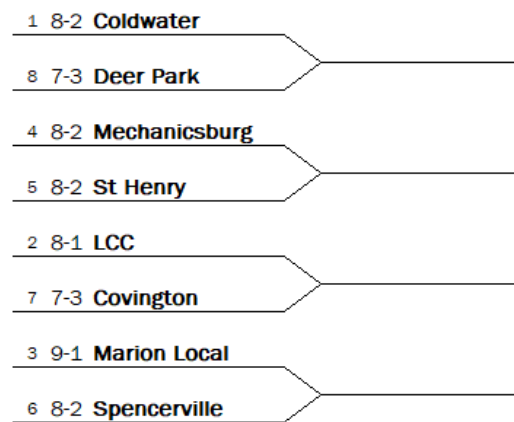 1 8-2 Coldwater
8 7-3 Deer Park
4 8-2 Mechanicsburg
5 8-2 St Henry
2 8-1 LCC
7 7-3 Covington
3 9-1 Marion Local
6 8-2 Spencerville